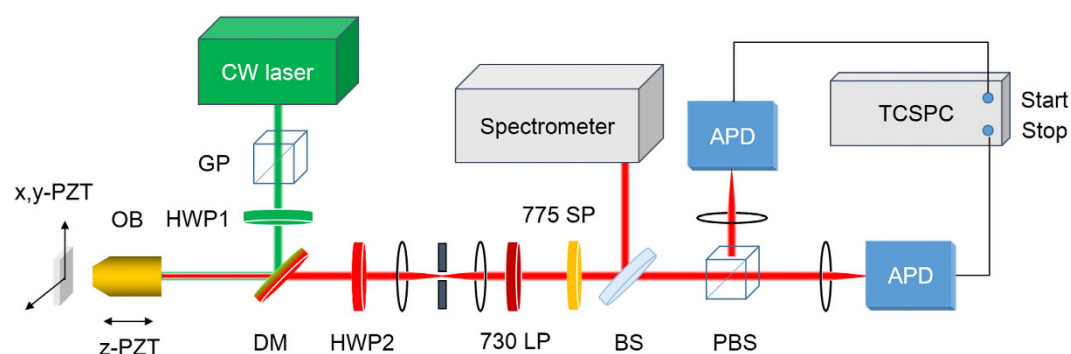 CW laser
GP
HWP1
x,y-PZT
OB
z-PZT
DM
HWP2
730 LP
775 SP
Spectrometer
BS
PBS
APD
APD
TCSPC
Start
Stop